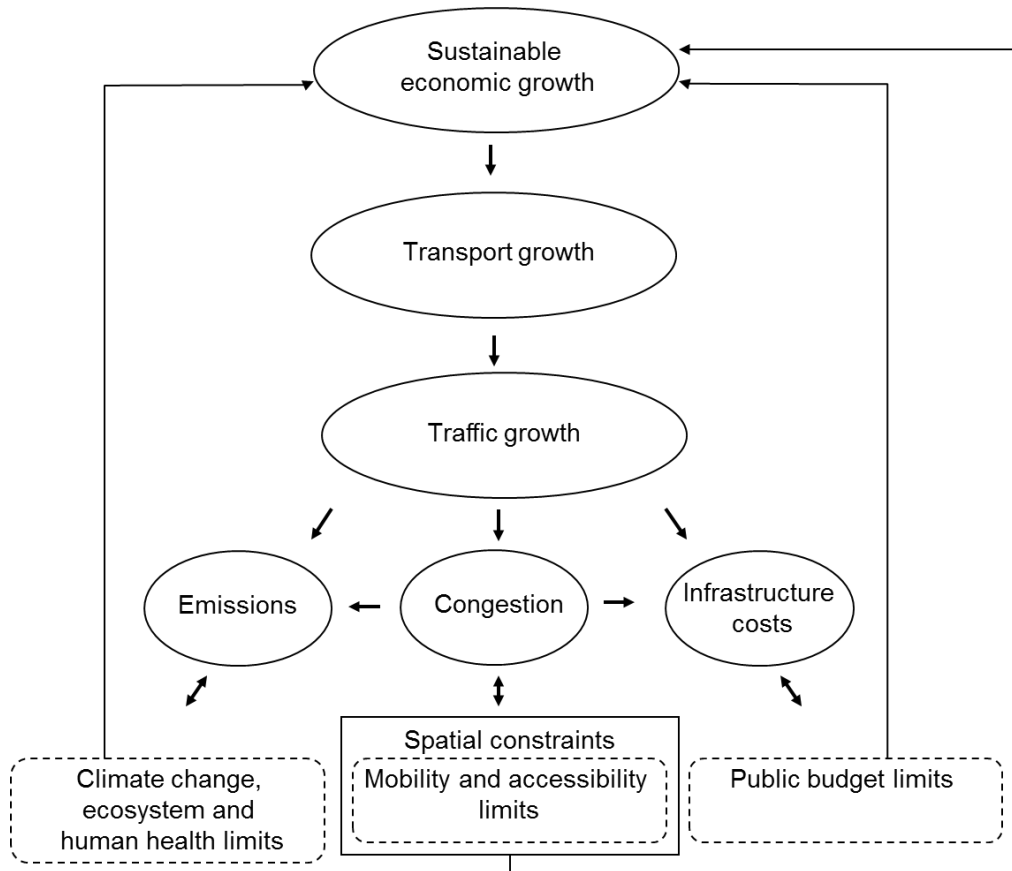 Sustainable
economic growth
Transport growth
Traffic growth
Emissions
Congestion
Infrastructure
costs
Spatial constraints
Climate change,
ecosystem and
human health limits
Mobility and accessibility
limits
Public budget limits